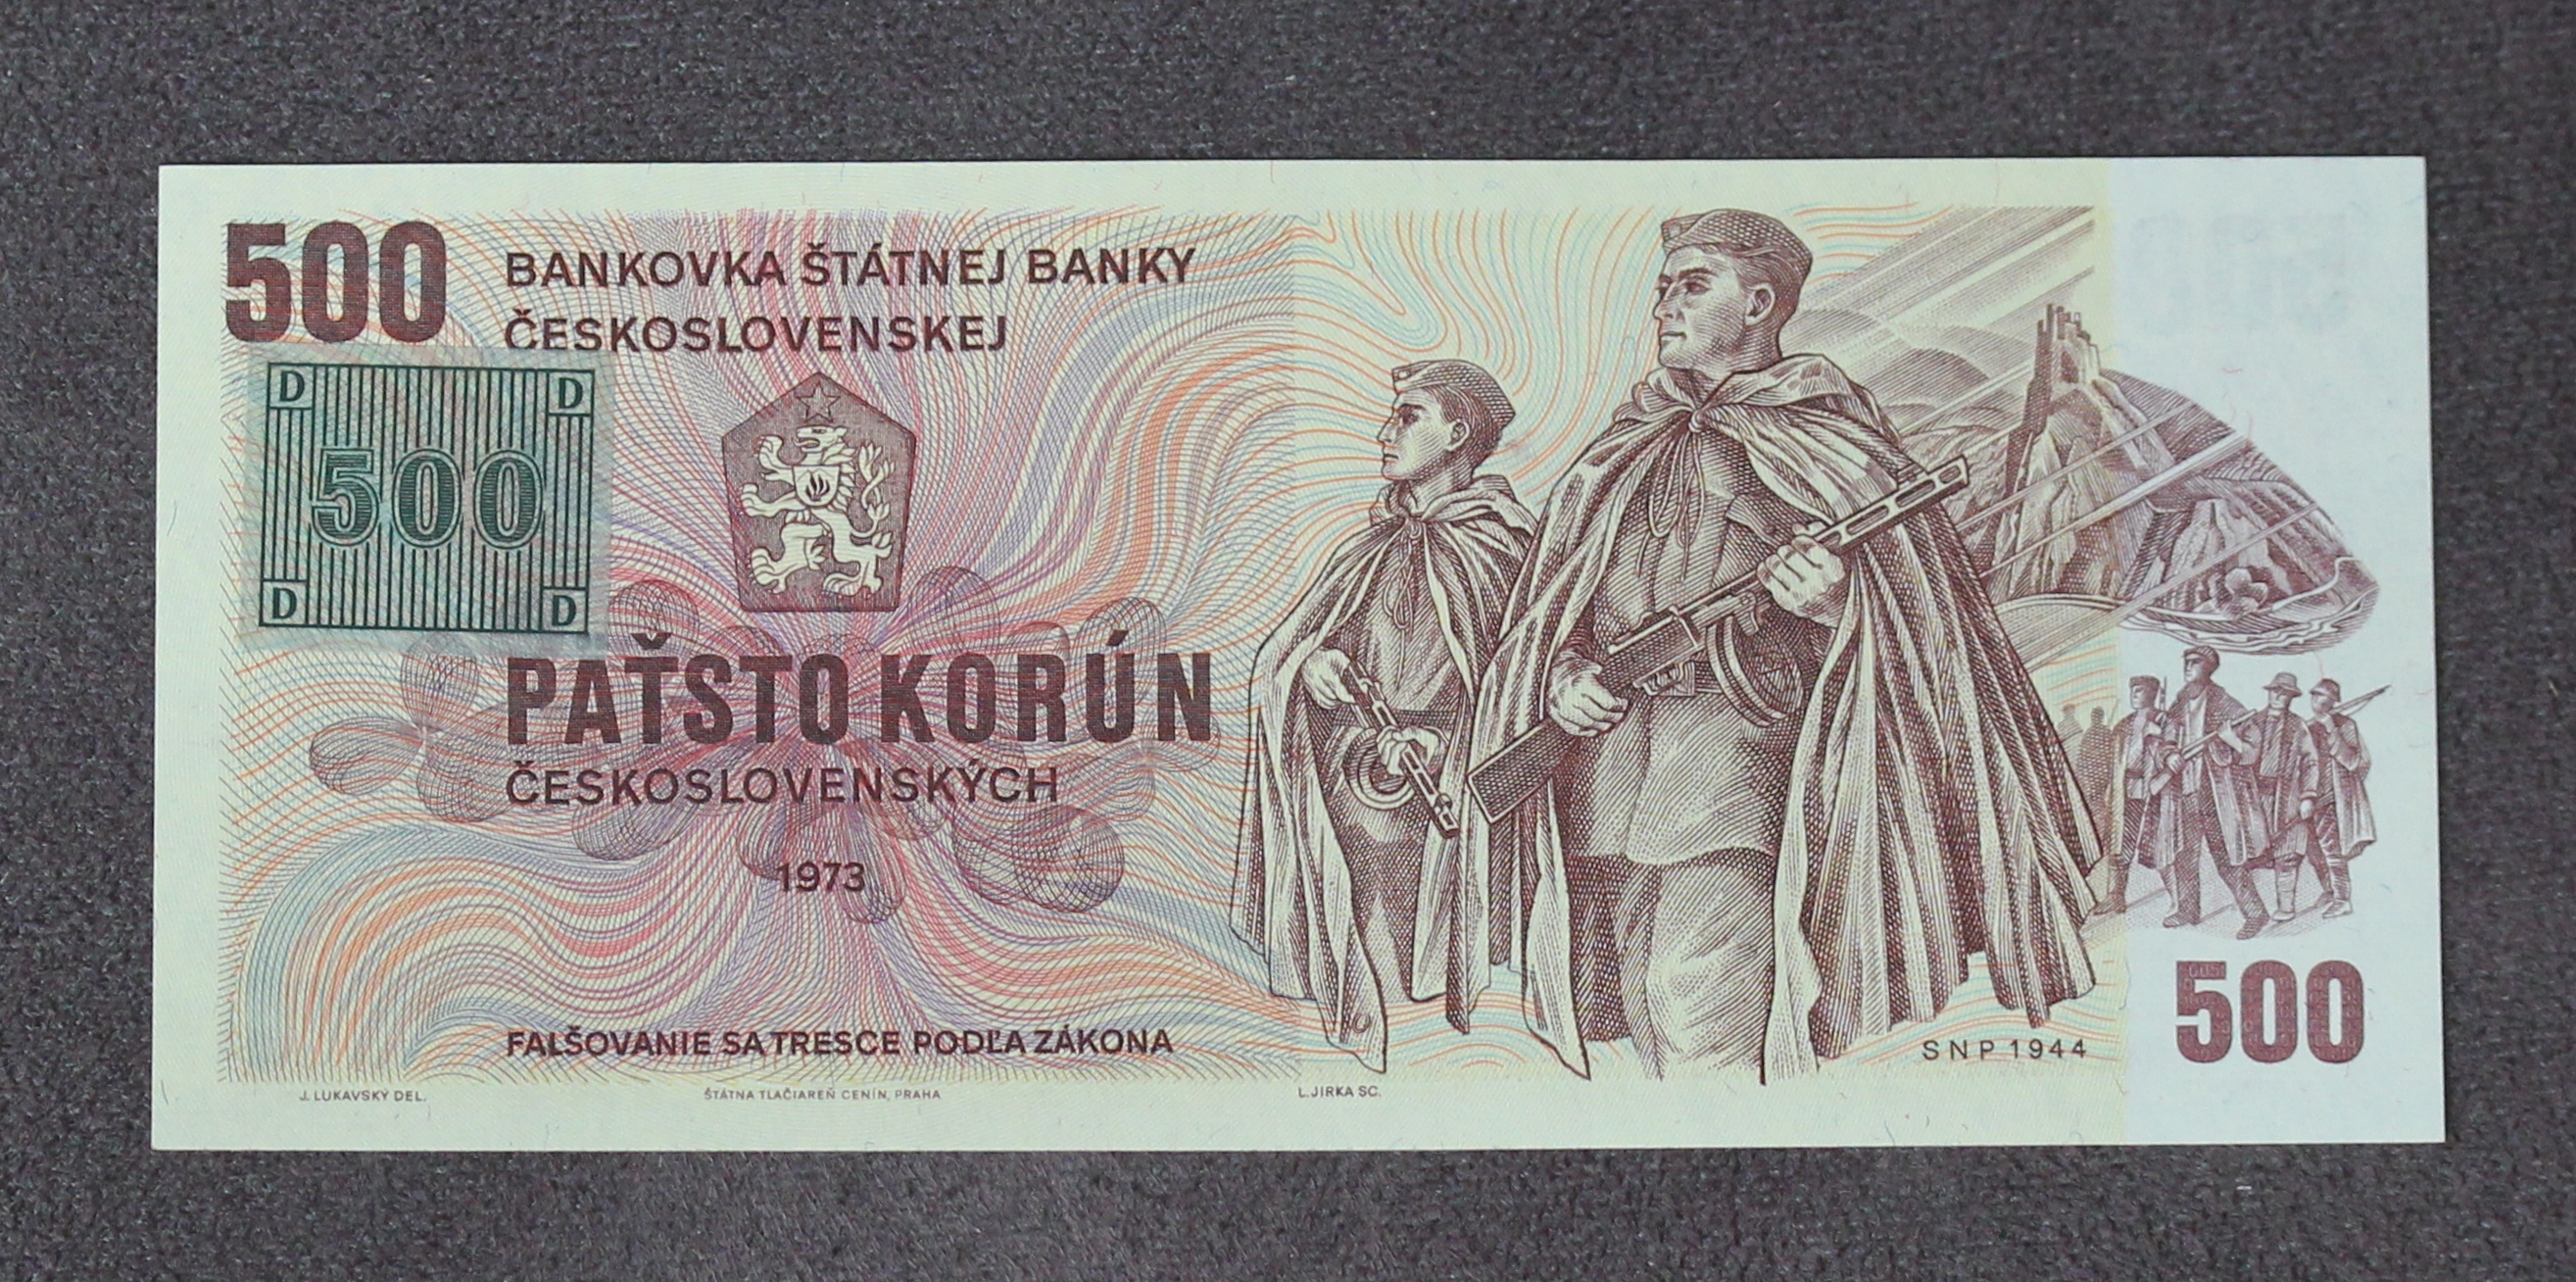 500
BANKOVKA ŠTÁTNEJ BANKY
ČESKOSLOVENSKEJ
D D
500
D D
PAŤSTO KORÚN
ČESKOSLOVENSKÝCH
1973
FALŠOVANIE SA TRESCE PODĽA ZÁKONA
SNP 1944
500
J. LUKAVSKÝ DEL.
ŠTÁTNA TLAČIAREŇ CENÍN, PRAHA
L. JIRKA SC.